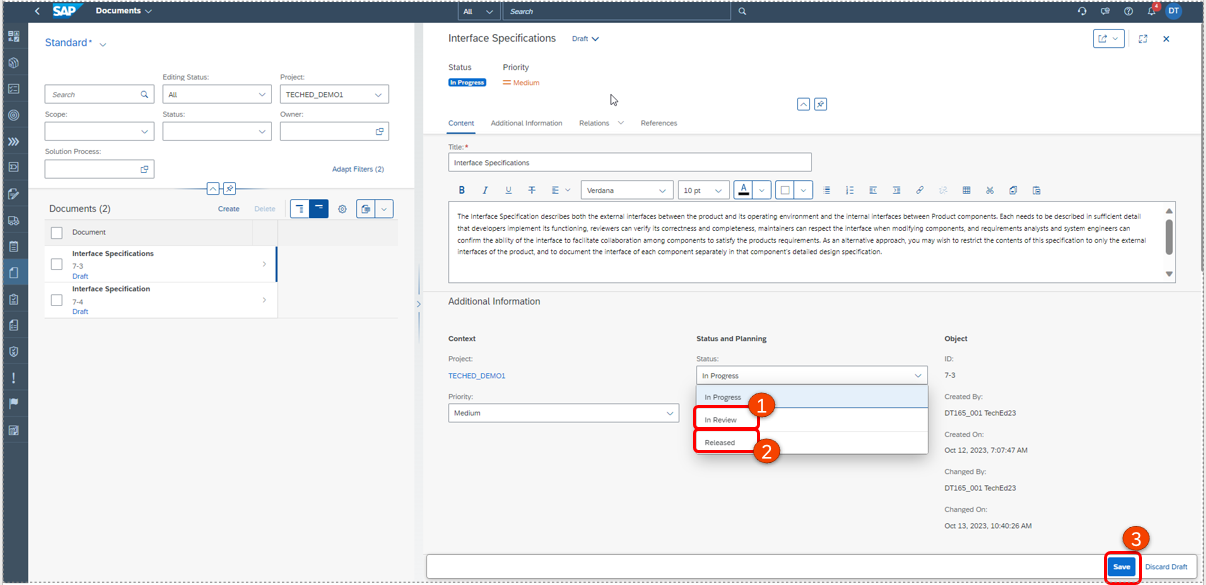 SAP Documents
All Search
4
DT
Standard*
Editing Status:
Project:
Search
All
TECHED_DEMO1
Scope:
Status:
Owner:
Solution Process:
Adapt Filters (2)
Documents (2)
Create
Delete
Document
Interface Specifications
7-3
Draft
Interface Specification
7-4
Draft
Interface Specifications
Draft
Status
Priority
In Progress
Medium
Content
Additional Information
Relations
References
Title:*
Interface Specifications
B I U T
Verdana
10 pt
A
The Interface Specification describes both the external interfaces between the product and its operating environment and the internal interfaces between Product components. Each needs to be described in sufficient detail
that developers implement its functioning, reviewers can verify its correctness and completeness, maintainers can respect the interface when modifying components, and requirements analysts and system engineers can
confirm the ability of the interface to facilitate collaboration among components to satisfy the products requirements. As an alternative approach, you may wish to restrict the contents of this specification to only the external
interfaces of the product, and to document the interface of each component separately in that component's detailed design specification.
Additional Information
Context
Project:
TECHED_DEMO1
Priority:
Medium
Status and Planning
Status:
In Progress
In Progress
In Review
1
Released
2
Object
ID:
7-3
Created By:
DT165_001 TechEd23
Created On:
Oct 12, 2023, 7:07:47 AM
Changed By:
DT165_001 TechEd23
Changed On:
Oct 13, 2023, 10:40:26 AM
3
Save
Discard Draft